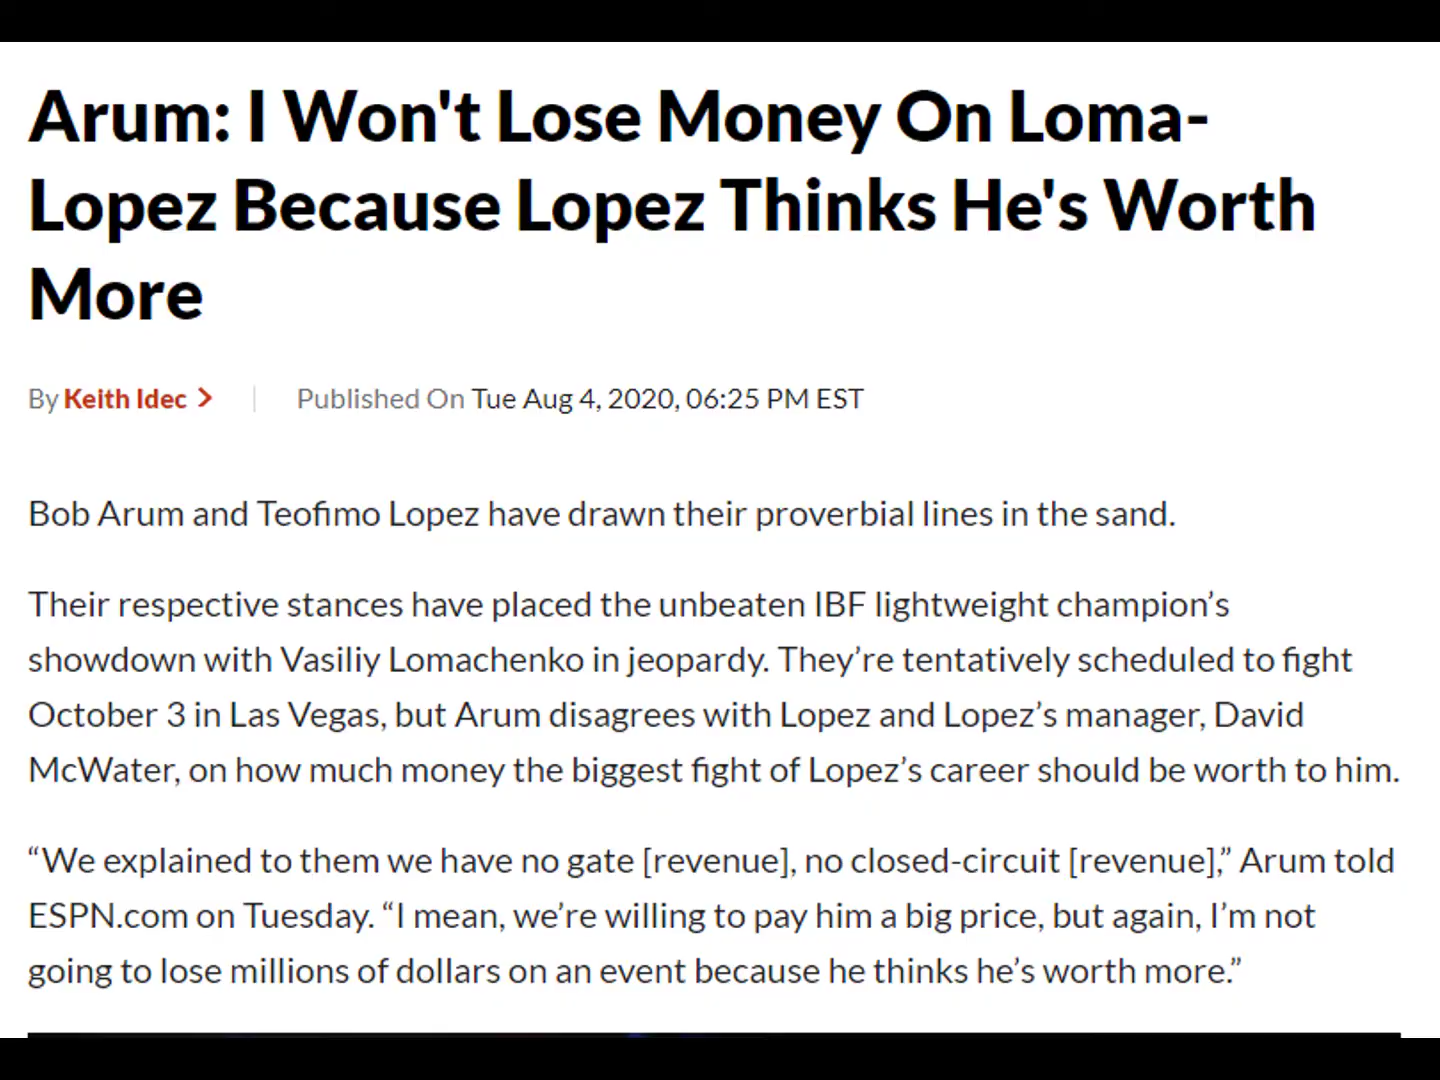 Arum: I Won't Lose Money On Loma-
Lopez Because Lopez Thinks He's Worth
More
By Keith Idec > | Published On Tue Aug 4, 2020, 06:25 PM EST
Bob Arum and Teofimo Lopez have drawn their proverbial lines in the sand.
Their respective stances have placed the unbeaten IBF lightweight champion’s
showdown with Vasiliy Lomachenko in jeopardy. They’re tentatively scheduled to fight
October 3 in Las Vegas, but Arum disagrees with Lopez and Lopez’s manager, David
McWater, on how much money the biggest fight of Lopez’s career should be worth to him.
“We explained to them we have no gate [revenue], no closed-circuit [revenue],” Arum told
ESPN.com on Tuesday. “I mean, we’re willing to pay him a big price, but again, I’m not
going to lose millions of dollars on an event because he thinks he’s worth more.”